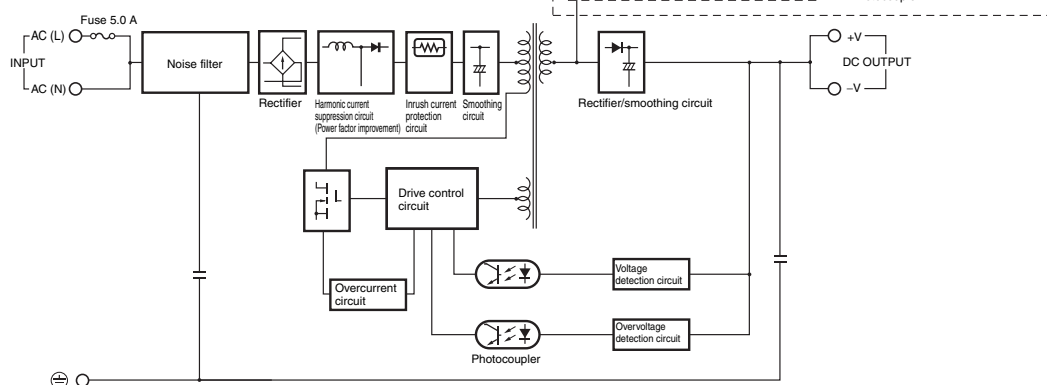 Fuse 5.0 A
AC (L)
INPUT
AC (N)
Noise filter
Rectifier
Harmonic current
suppression circuit
(Power factor improvement)
Inrush current
protection
circuit
Smoothing
circuit
Rectifier/smoothing circuit
+V
DC OUTPUT
–V
Drive control
circuit
Overcurrent
circuit
Voltage
detection circuit
Overvoltage
detection circuit
Photocoupler